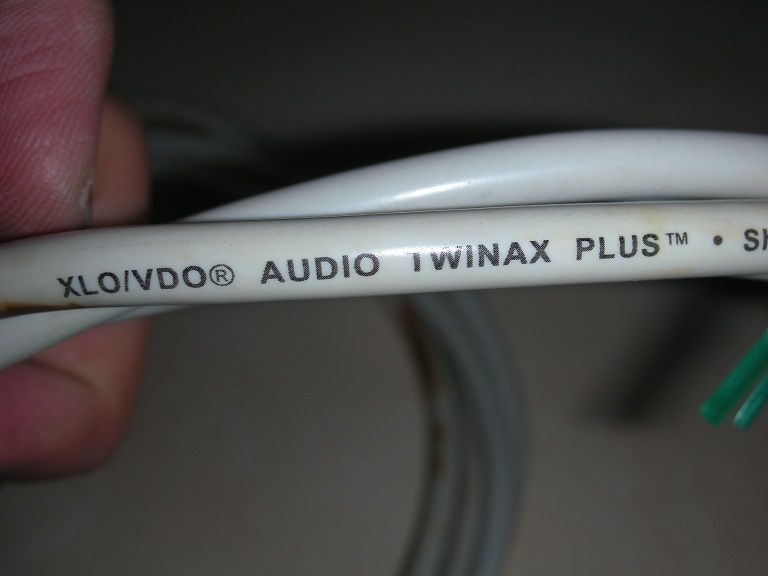 XLO/VDO® AUDIO TWINAX PLUS™ •